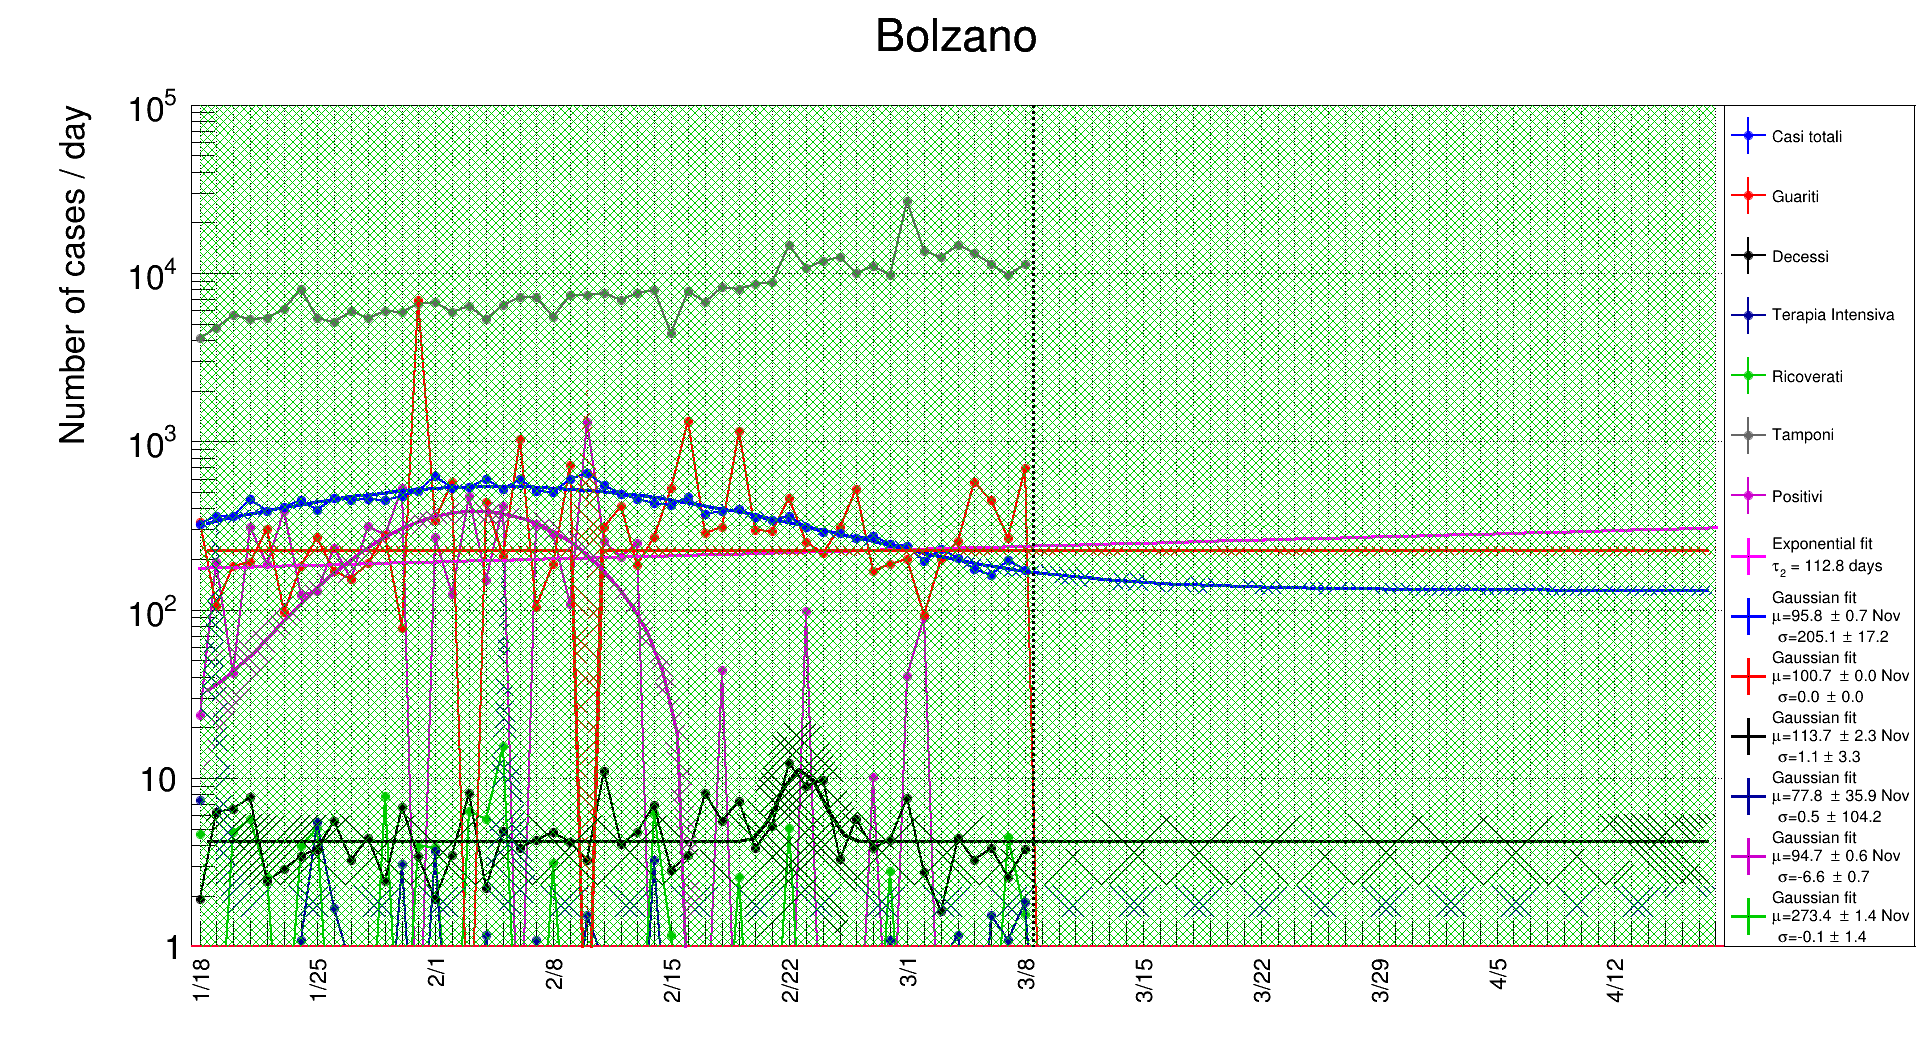 Bolzano
Number of cases / day
10^5
10^4
10^3
10^2
10
1
1/18
1/25
2/1
2/8
2/15
2/22
3/1
3/8
3/15
3/22
3/29
4/5
4/12
Casi totali
Guariti
Decessi
Terapia Intensiva
Ricoverati
Tamponi
Positivi
Exponential fit
τ₂ = 112.8 days
Gaussian fit
μ=95.8 ± 0.7 Nov
σ=205.1 ± 17.2
Gaussian fit
μ=100.7 ± 0.0 Nov
σ=0.0 ± 0.0
Gaussian fit
μ=113.7 ± 2.3 Nov
σ=1.1 ± 3.3
Gaussian fit
μ=77.8 ± 35.9 Nov
σ=0.5 ± 104.2
Gaussian fit
μ=94.7 ± 0.6 Nov
σ=-6.6 ± 0.7
Gaussian fit
μ=273.4 ± 1.4 Nov
σ=-0.1 ± 1.4